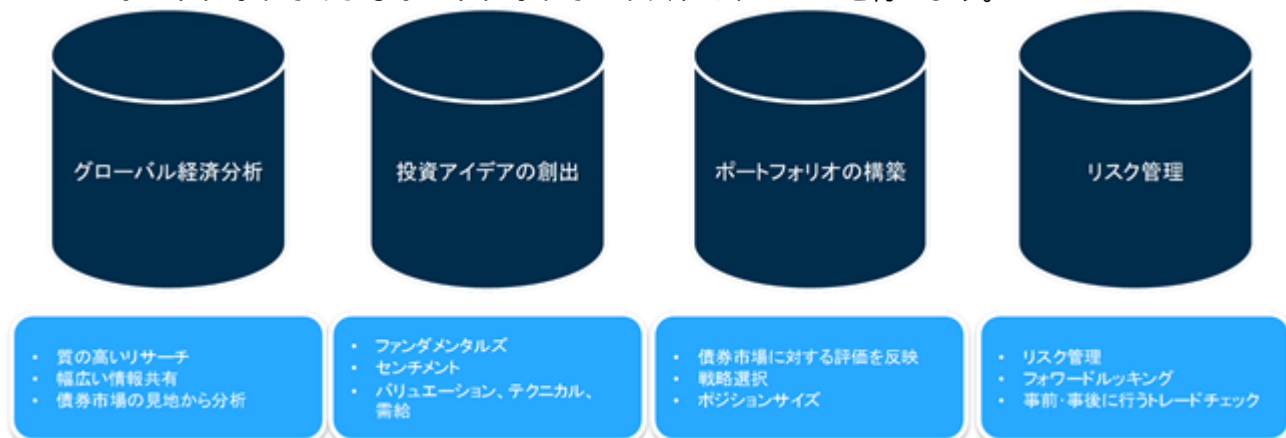 グローバル経済分析
投資アイデアの創出
ポートフォリオの構築
リスク管理
• 質の高いリサーチ
• 幅広い情報共有
• 債券市場の見地から分析
• ファンダメンタルズ
• センチメント
• バリュエーション、テクニカル、
需給
• 債券市場に対する評価を反映
• 戦略選択
• ポジションサイズ
• リスク管理
• フォワードルッキング
• 事前・事後に行うトレードチェック